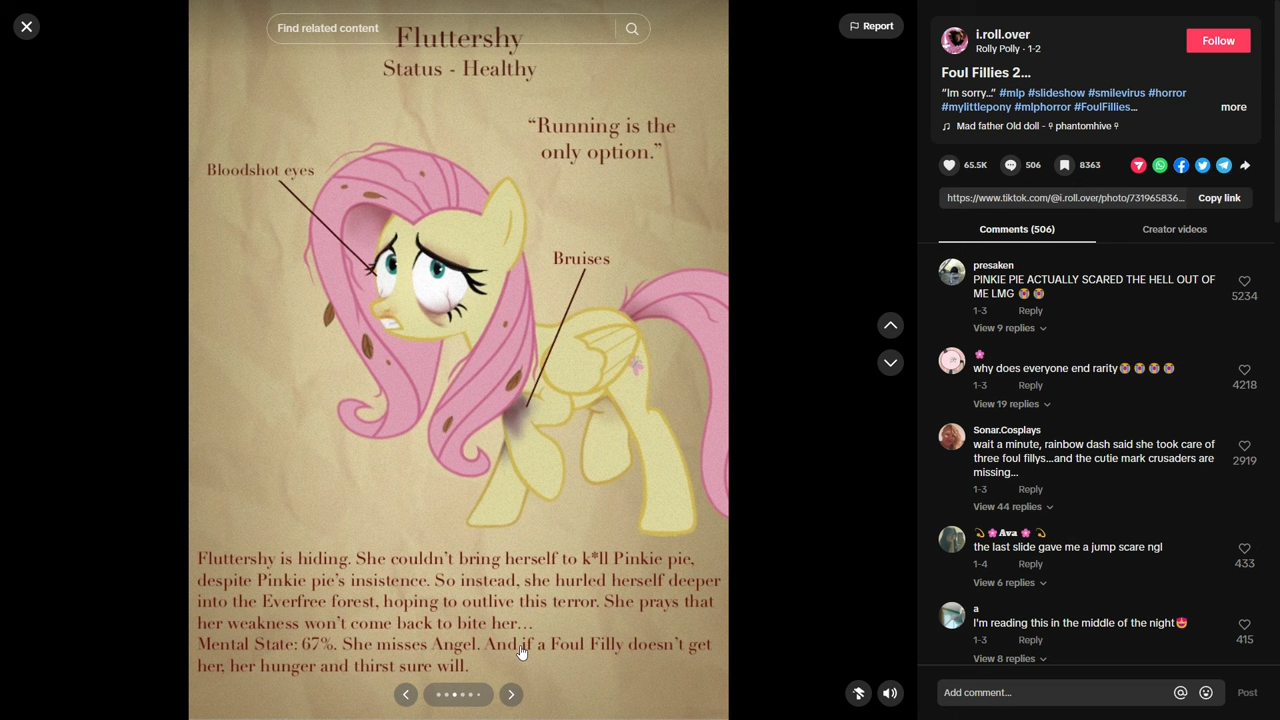 Find related content
Report
Fluttershy
Status - Healthy
“Running is the
only option.”
Bloodshot eyes
Bruises
Fluttershy is hiding. She couldn’t bring herself to k*ll Pinkie pie,
despite Pinkie pie’s insistence. So instead, she hurled herself deeper
into the Everfree forest, hoping to outlive this terror. She prays that
her weakness won’t come back to bite her…
Mental State: 67%. She misses Angel. And if a Foul Filly doesn’t get
her, her hunger and thirst sure will.
i.roll.over
Rolly Polly · 1-2
Follow
Foul Fillies 2...
“Im sorry...” #mlp #slideshow #smilevirus #horror
#mylittlepony #mlphorror #FoulFillies...
more
Mad father Old doll - ♀ phantomhive ♀
65.5K
506
8363
https://www.tiktok.com/@i.roll.over/photo/731965836...
Copy link
Comments (506)
Creator videos
presaken
PINKIE PIE ACTUALLY SCARED THE HELL OUT OF
ME LMG
5234
1-3 Reply
View 9 replies
why does everyone end rarity
4218
1-3 Reply
View 19 replies
Sonar.Cosplays
wait a minute, rainbow dash said she took care of
three foul fillys...and the cutie mark crusaders are
missing...
2919
1-3 Reply
View 44 replies
Ava
the last slide gave me a jump scare ngl
433
1-4 Reply
View 6 replies
a
I'm reading this in the middle of the night😍
415
1-3 Reply
View 8 replies
Add comment...
Post